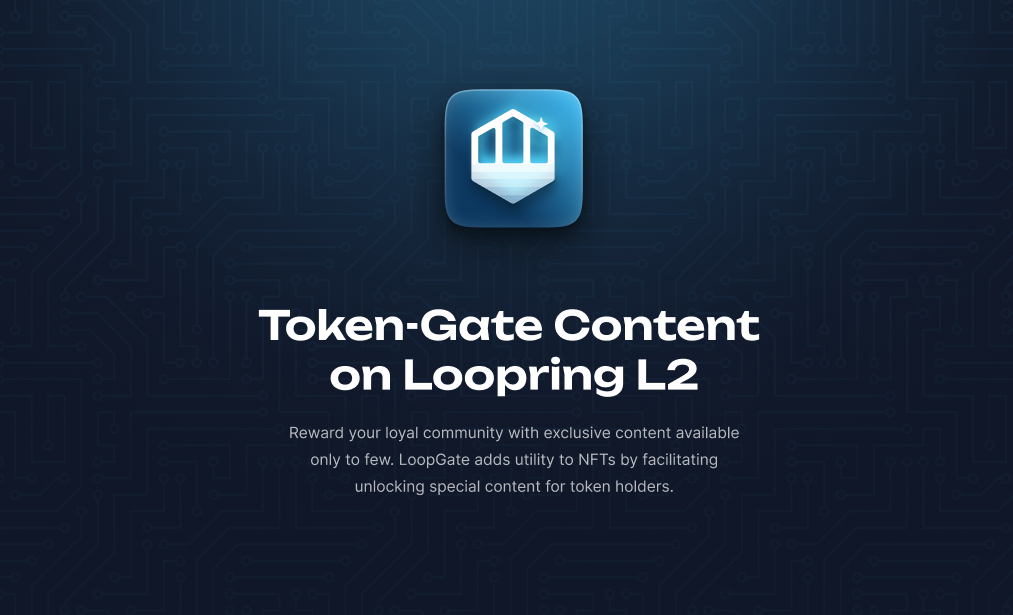 Token-Gate Content
on Loopring L2
Reward your loyal community with exclusive content available
only to few. LoopGate adds utility to NFTs by facilitating
unlocking special content for token holders.